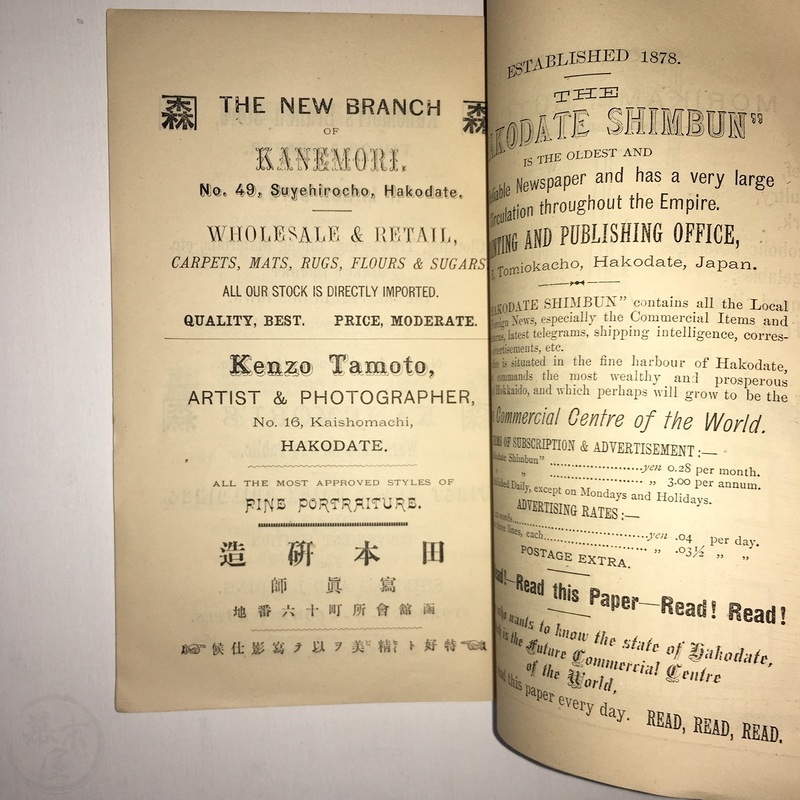 森 THE NEW BRANCH 森
OF
KANEMORI,
No. 49, Suyehirocho, Hakodate.
WHOLESALE & RETAIL,
CARPETS, MATS, RUGS, FLOURS & SUGARS
ALL OUR STOCK IS DIRECTLY IMPORTED.
QUALITY, BEST. PRICE, MODERATE.
Kenzo Tamoto,
ARTIST & PHOTOGRAPHER,
No. 16, Kaishomachi,
HAKODATE.
ALL THE MOST APPROVED STYLES OF
FINE PORTRAITURE.
造研本田
師眞寫
地番六十町所會館函
候仕影寫ヲ以ヲ美精ト好特
ESTABLISHED 1878.
THE
KODATE SHIMBUN”
IS THE OLDEST AND
Newspaper and has a very large
throughout the Empire.
AND PUBLISHING OFFICE,
Tomiokacho, Hakodate, Japan.
AKODATE SHIMBUN” contains all the Local
News, especially the Commercial Items and
latest telegrams, shipping intelligence, corres-
etc.
is situated in the fine harbour of Hakodate,
commands the most wealthy and prosperous
Hokkaido, and which perhaps will grow to be the
Commercial Centre of the World.
OF SUBSCRIPTION & ADVERTISEMENT:—
Shimbun” ..............................yen 0.28 per month.
„ .............................. „ 3.00 per annum.
Daily, except on Mondays and Holidays.
ADVERTISING RATES:—
..............................yen .04 per day.
lines, each.............................. „ .03½ „ „
POSTAGE EXTRA.
—Read this Paper—Read! Read!
wants to know the state of Hakodate,
is the Future Commercial Centre
of the World,
this paper every day. READ, READ, READ.